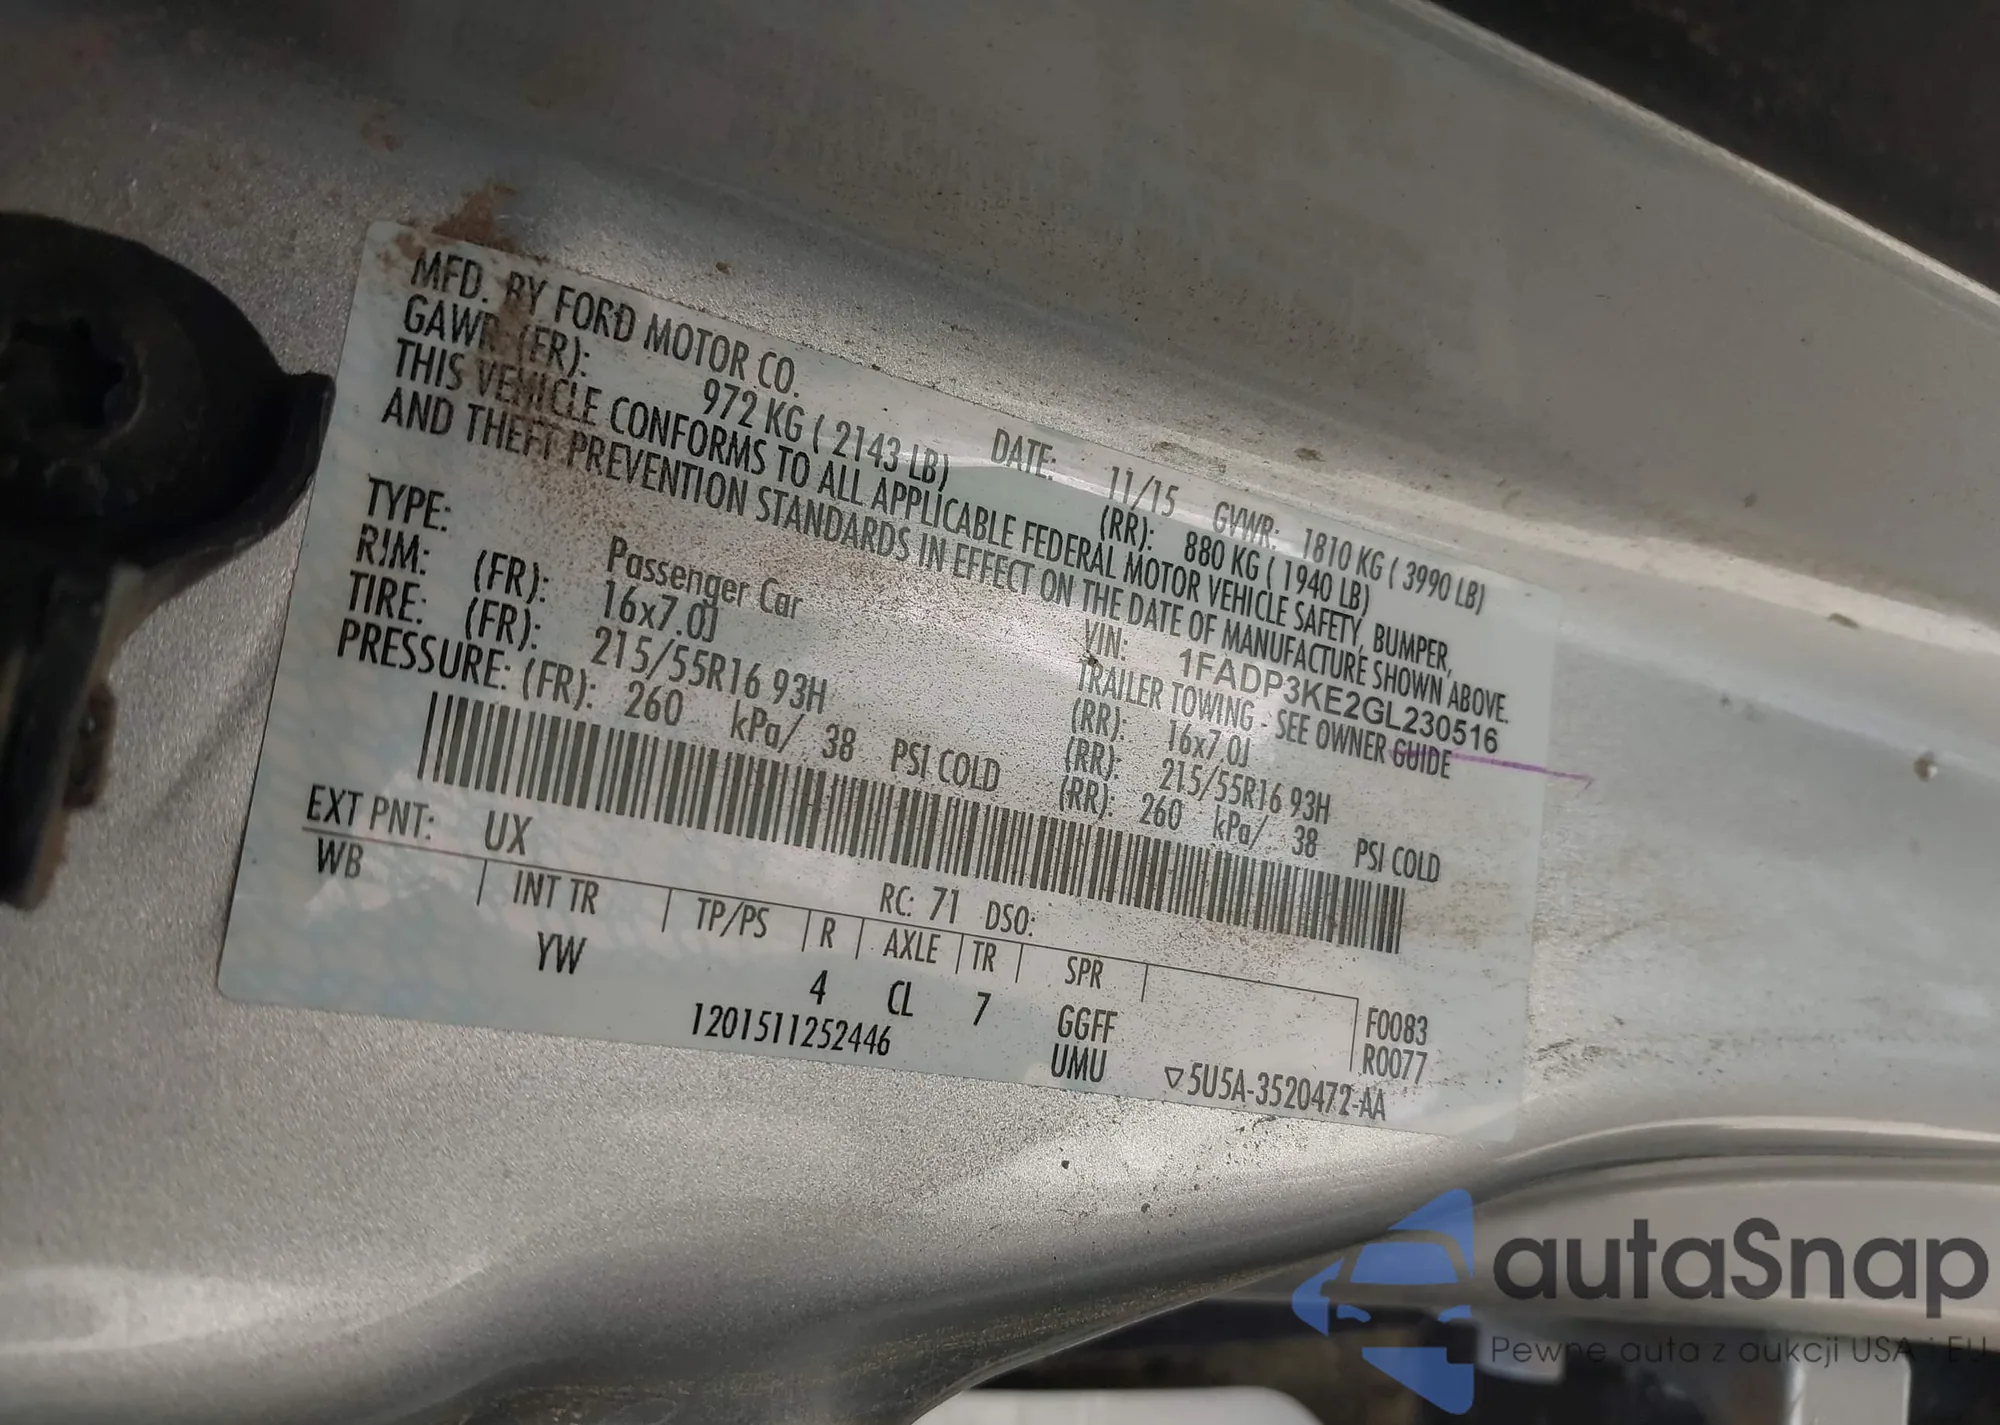 MFD. BY FORD MOTOR CO.
DATE: 11/15 GVWR: 1810 KG ( 3990 LB)
GAWR (FR): 972 KG ( 2143 LB) (RR): 880 KG ( 1940 LB)
THIS VEHICLE CONFORMS TO ALL APPLICABLE FEDERAL MOTOR VEHICLE SAFETY, BUMPER,
AND THEFT PREVENTION STANDARDS IN EFFECT ON THE DATE OF MANUFACTURE SHOWN ABOVE.
VIN: 1FADP3KE2GL230516
TYPE: Passenger Car TRAILER TOWING - SEE OWNER GUIDE
RIM: (FR): 16x7.0J (RR): 16x7.0J
TIRE: (FR): 215/55R16 93H (RR): 215/55R16 93H
PRESSURE: (FR): 260 kPa/ 38 PSI COLD (RR): 260 kPa/ 38 PSI COLD
EXT PNT: UX RC: 71 DSO:
WB INT TR TP/PS R AXLE TR SPR
YW 4 CL 7 GGFF F0083
UMU R0077
1201511252446 ▽5U5A-3520472-AA
autaSnap
Pewne auta z aukcji USA i EU